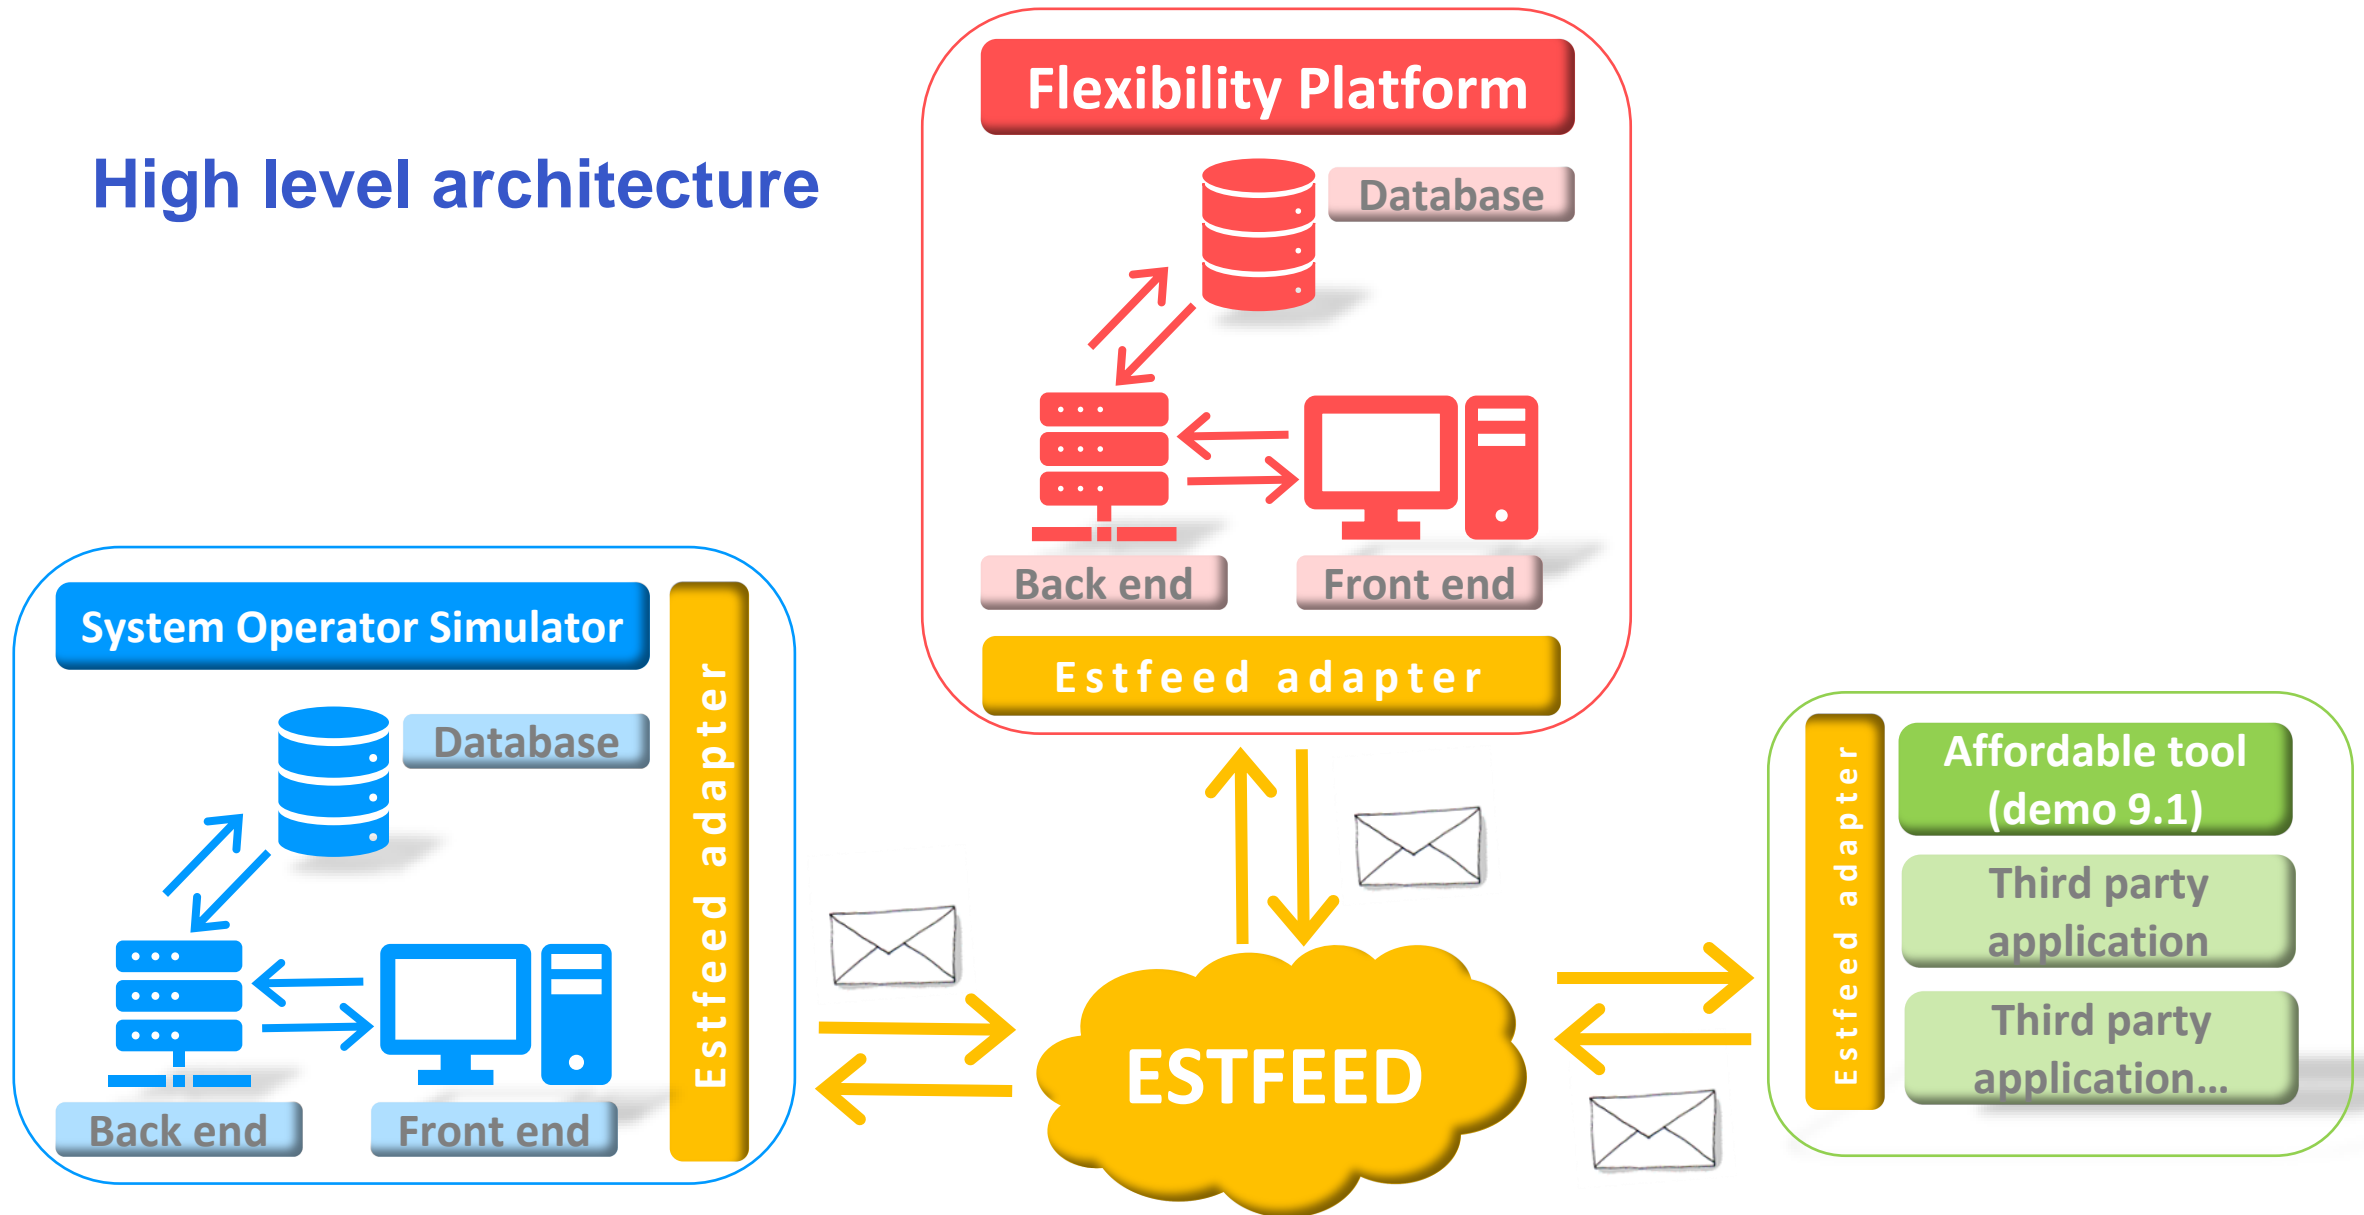 High level architecture
Flexibility Platform
Database
Back end
Front end
Estfeed adapter
System Operator Simulator
Database
Back end
Front end
Estfeed adapter
ESTFEED
Estfeed adapter
Affordable tool
(demo 9.1)
Third party
application
Third party
application...